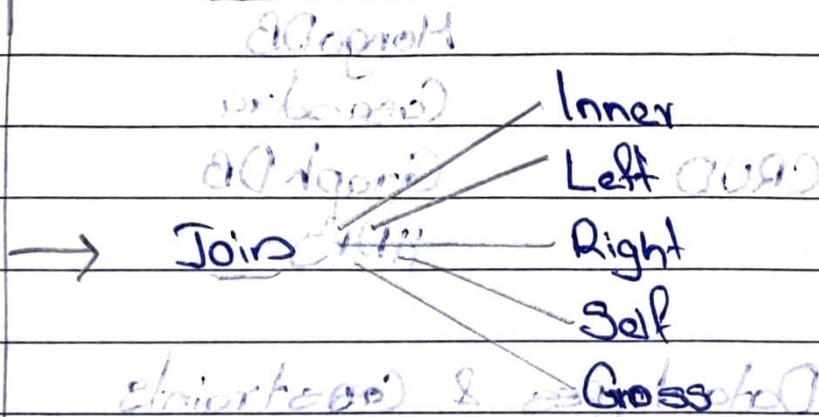 Inner
Left
→ Join Right
Self
Cross